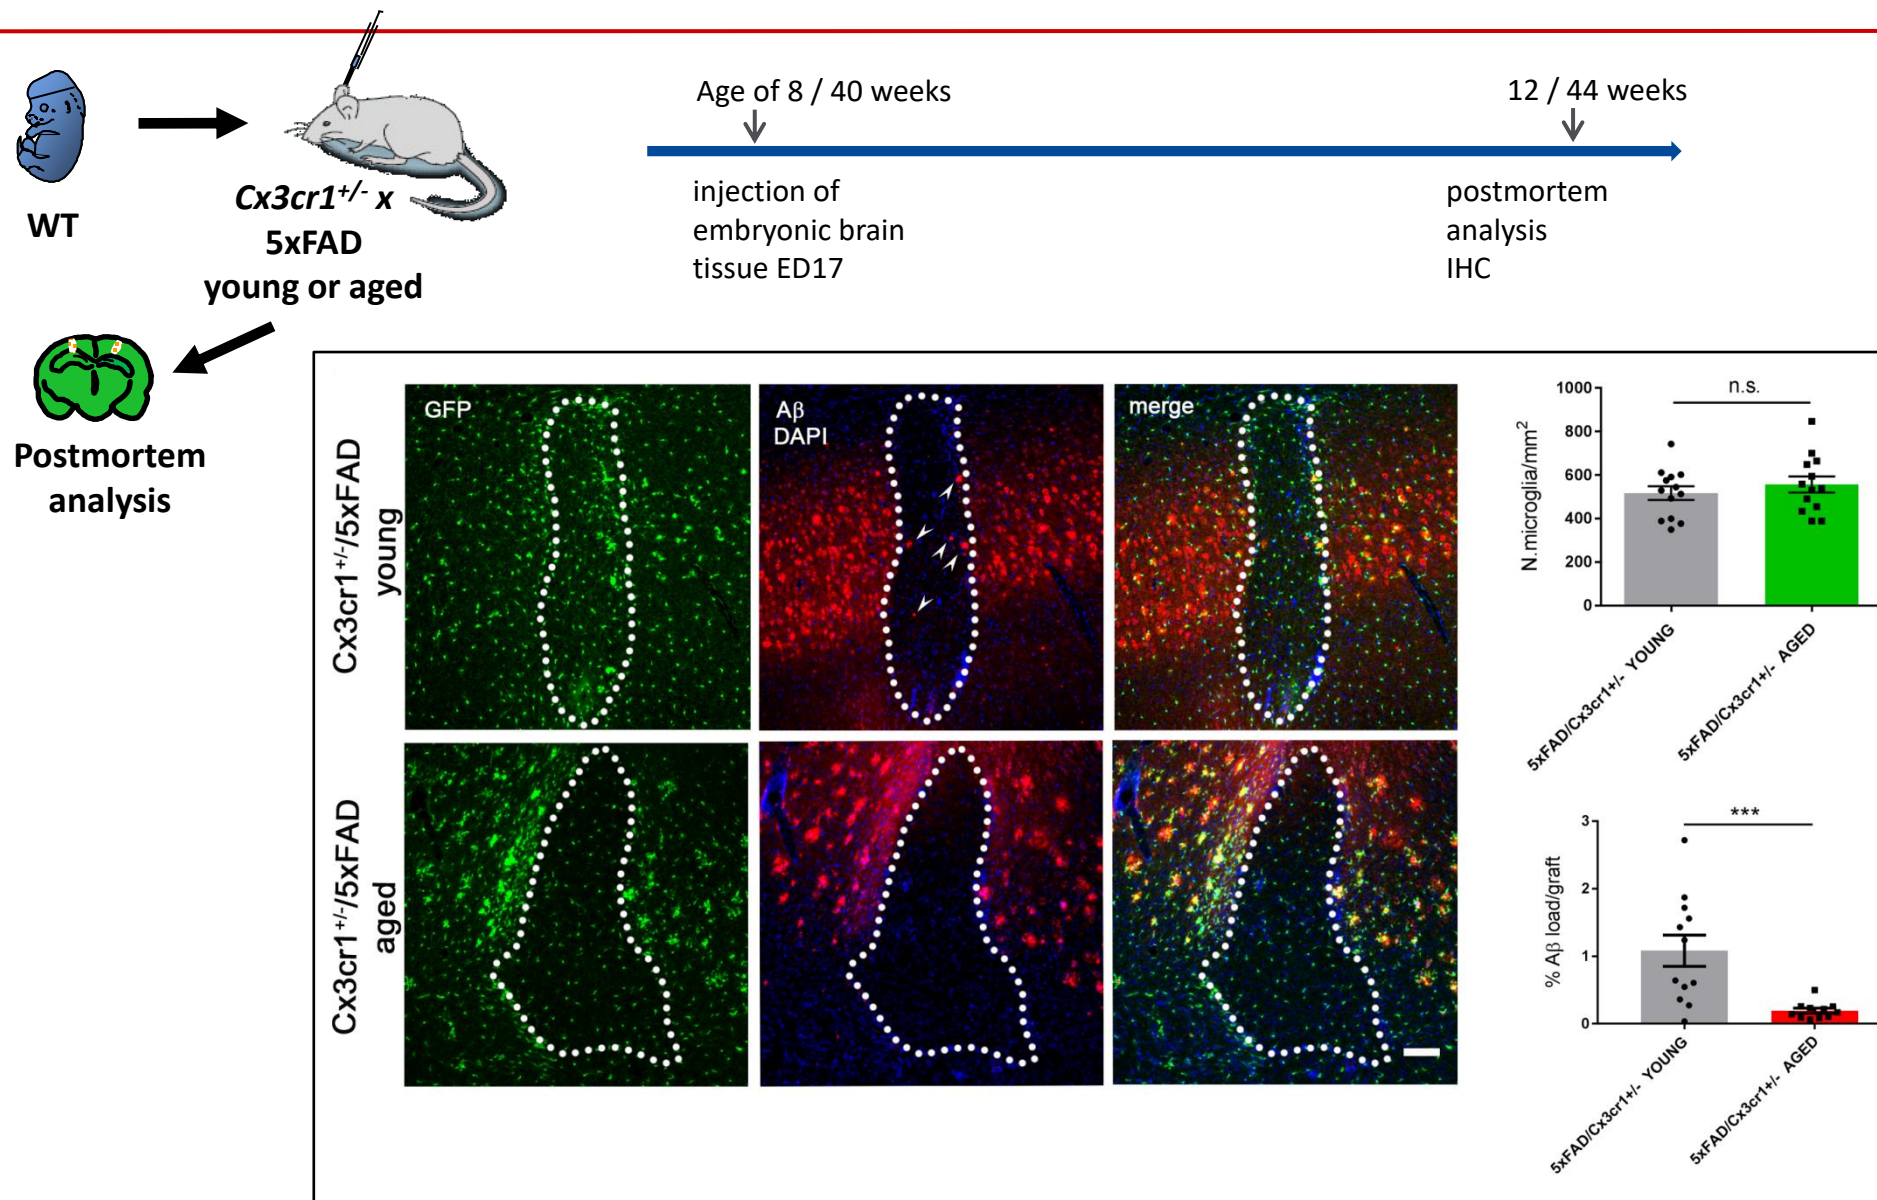 WT
Cx3cr1+/- x
5xFAD
young or aged
Postmortem
analysis
Age of 8 / 40 weeks
12 / 44 weeks
injection of
embryonic brain
tissue ED17
postmortem
analysis
IHC
Cx3cr1+/-/5xFAD
young
GFP
Aβ
DAPI
merge
Cx3cr1+/-/5xFAD
aged
N.microglia/mm2
1000
800
600
400
200
0
n.s.
5xFAD/Cx3cr1+/- YOUNG
5xFAD/Cx3cr1+/- AGED
% Aβ load/graft
3
2
1
0
***
5xFAD/Cx3cr1+/- YOUNG
5xFAD/Cx3cr1+/- AGED